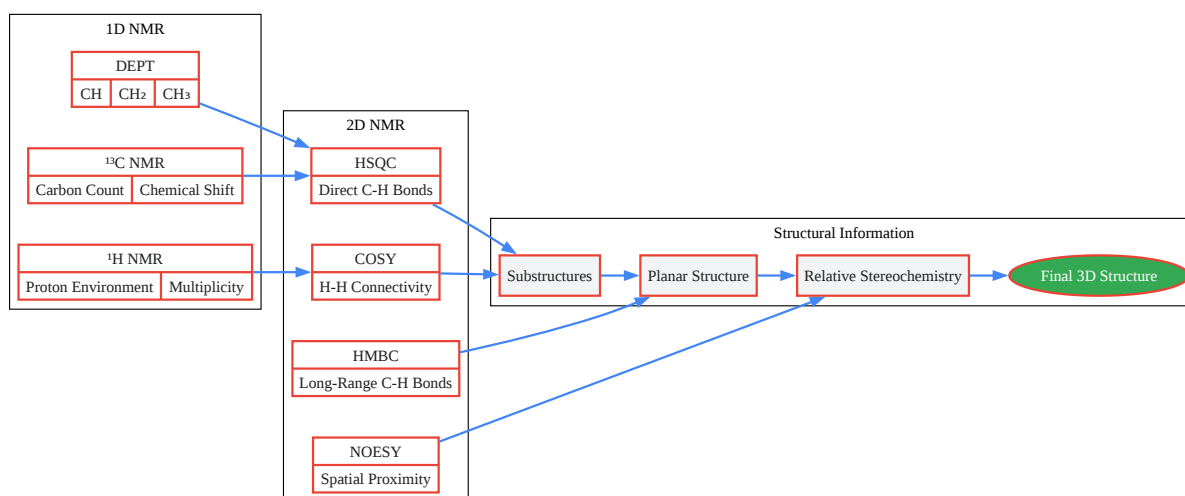 1D NMR
DEPT
CH
CH₂
CH₃
¹³C NMR
Carbon Count
Chemical Shift
¹H NMR
Proton Environment
Multiplicity
2D NMR
HSQC
Direct C-H Bonds
COSY
H-H Connectivity
HMBC
Long-Range C-H Bonds
NOESY
Spatial Proximity
Structural Information
Substructures
Planar Structure
Relative Stereochemistry
Final 3D Structure